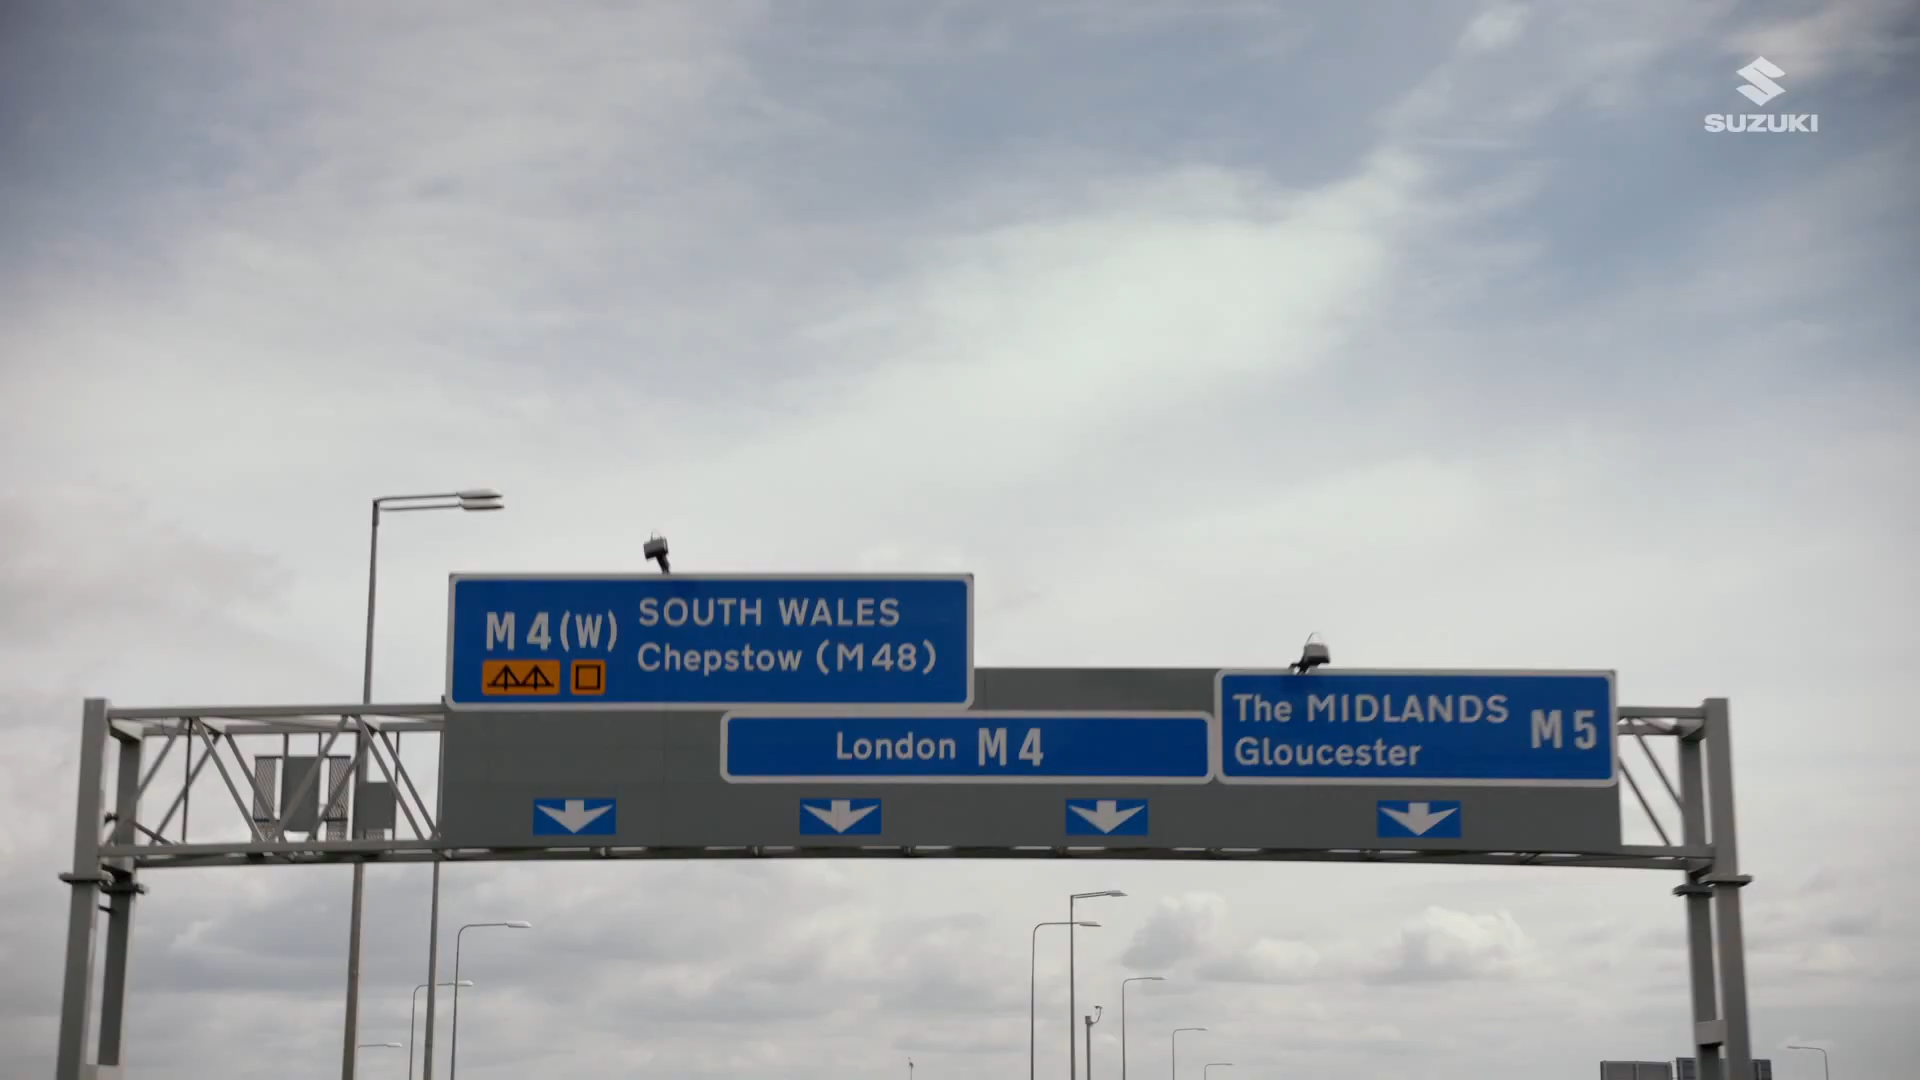 SUZUKI
M4(W)
SOUTH WALES
Chepstow (M48)
London M4
The MIDLANDS
Gloucester
M5